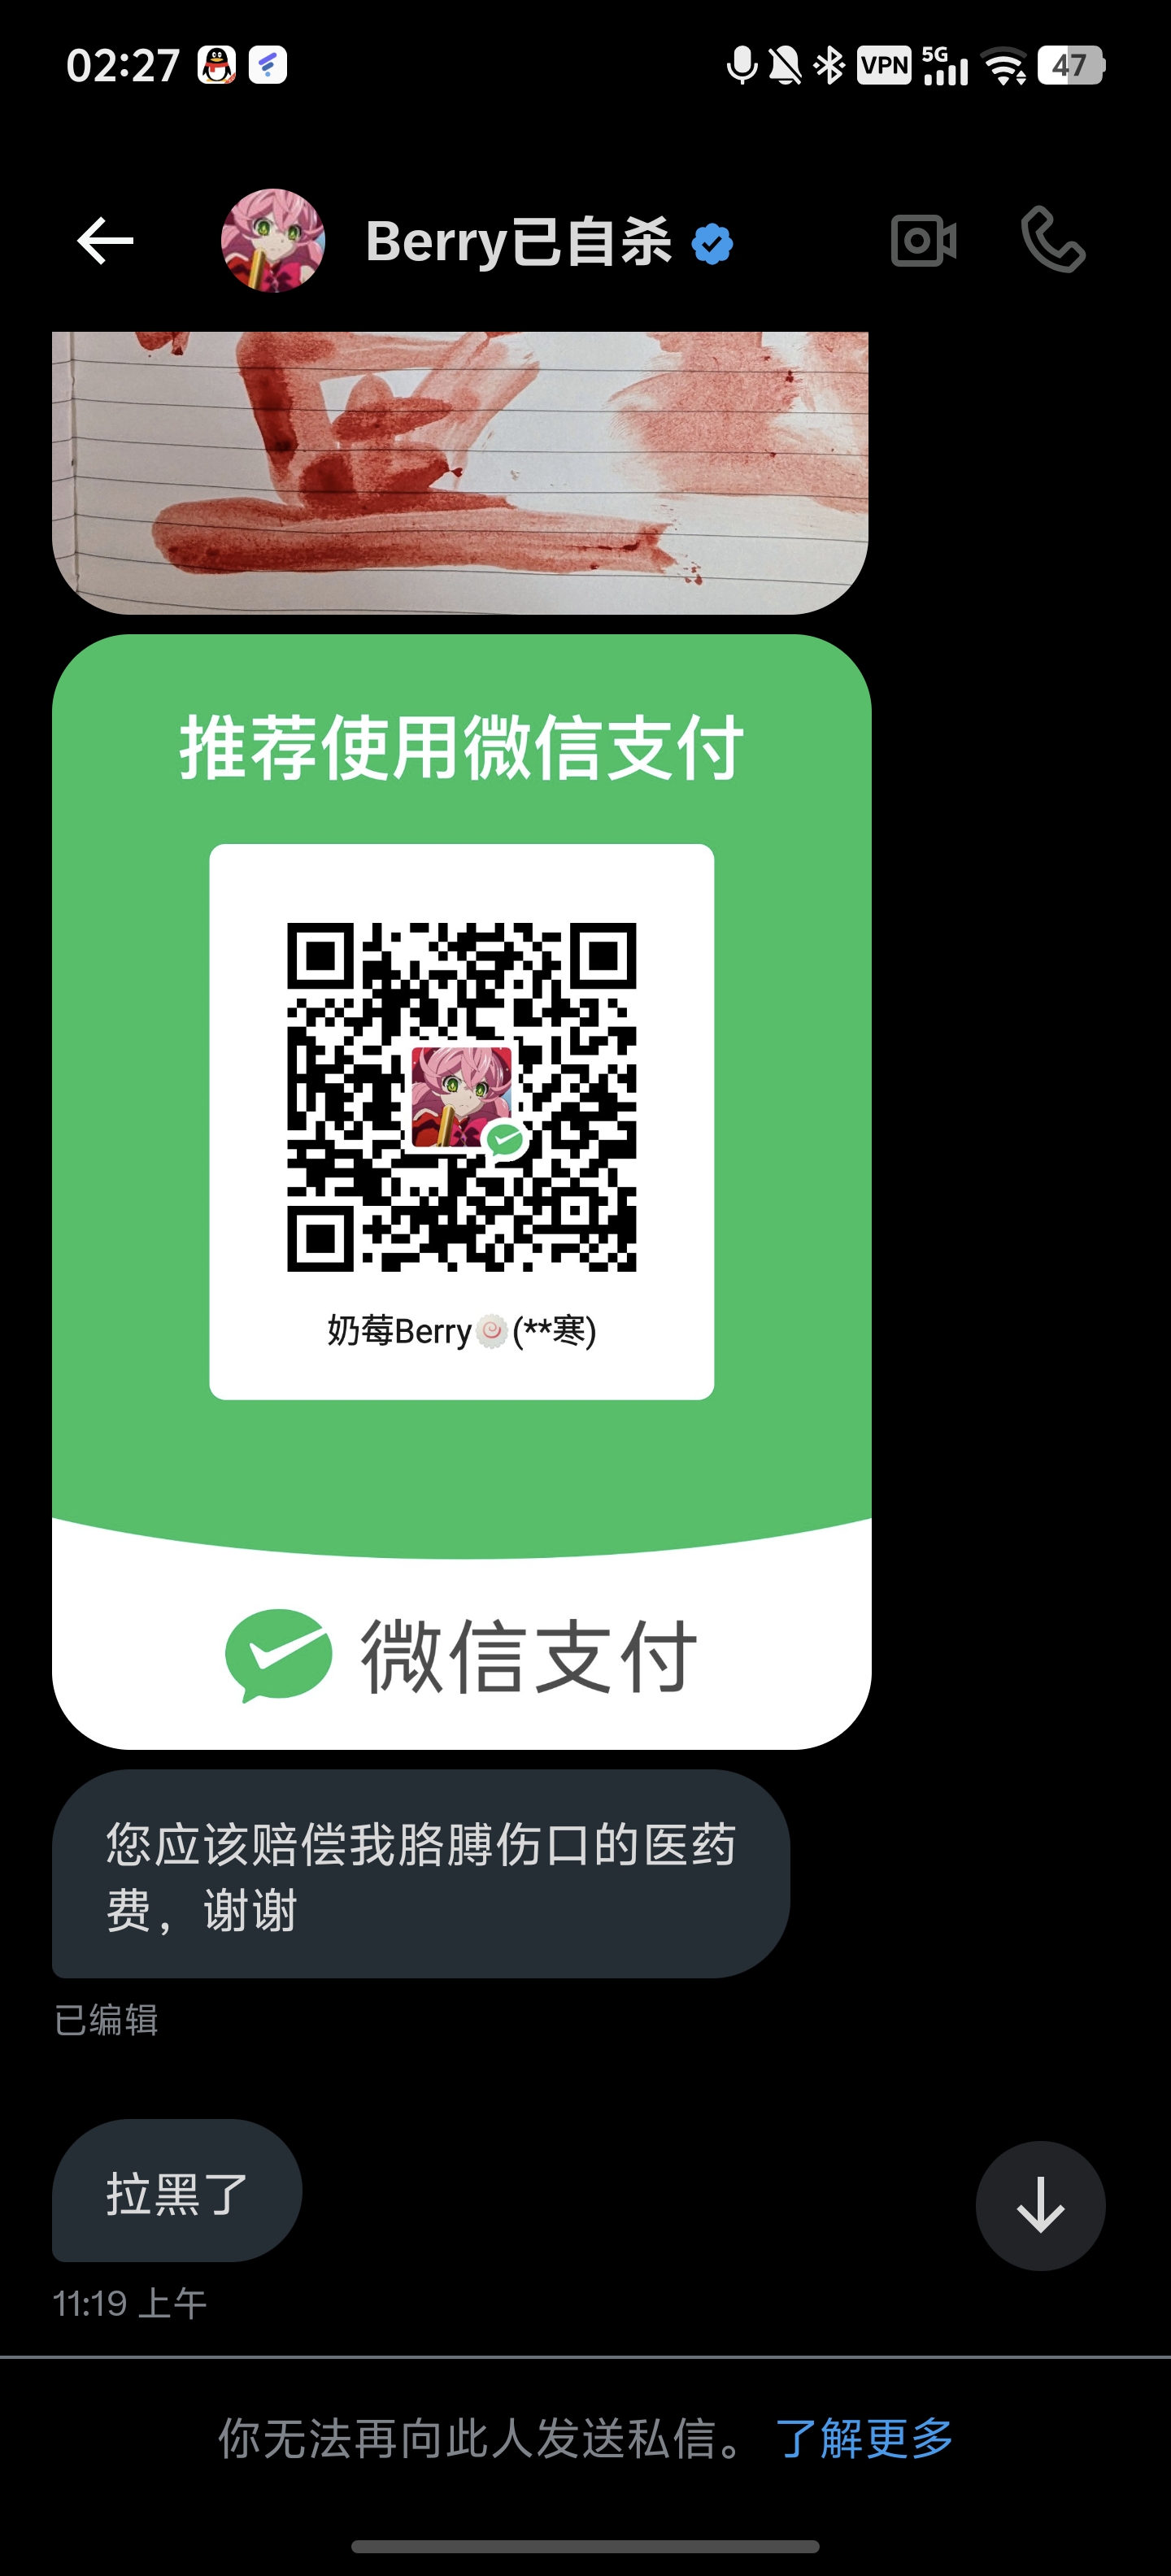 02:27
VPN
5G
47
Berry已自杀
推荐使用微信支付
奶莓Berry🍥(**寒)
微信支付
您应该赔偿我胳膊伤口的医药
费，谢谢
已编辑
拉黑了
11:19 上午
你无法再向此人发送私信。 了解更多